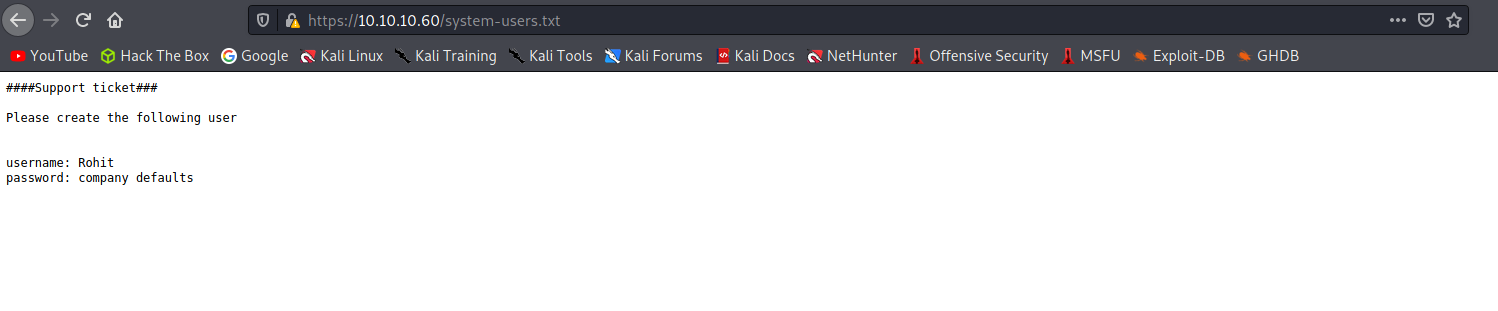 https://10.10.10.60/system-users.txt
YouTube Hack The Box Google Kali Linux Kali Training Kali Tools Kali Forums Kali Docs NetHunter Offensive Security MSFU Exploit-DB GHDB
####Support ticket###
Please create the following user
username: Rohit
password: company defaults